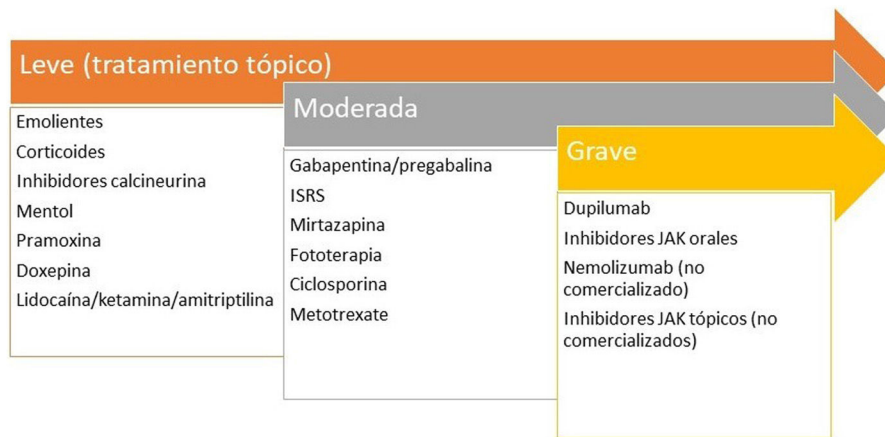 Leve (tratamiento tópico)
Emolientes
Corticoides
Inhibidores calcineurina
Mentol
Pramoxina
Doxepina
Lidocaína/ketamina/amitriptilina
Moderada
Gabapentina/pregabalina
ISRS
Mirtazapina
Fototerapia
Ciclosporina
Metotrexate
Grave
Dupilumab
Inhibidores JAK orales
Nemolizumab (no
comercializado)
Inhibidores JAK tópicos (no
comercializados)